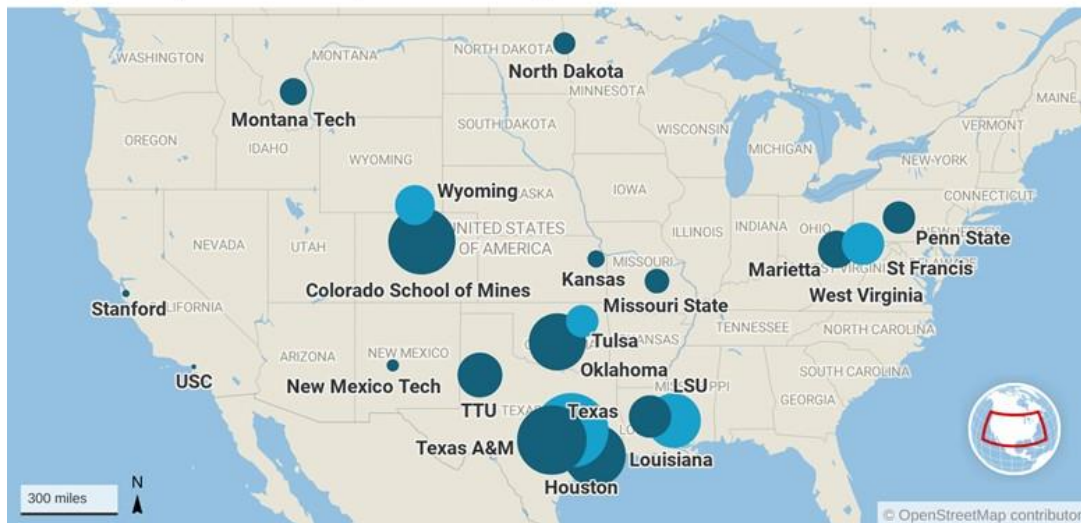 WASHINGTON
MONTANA
NORTH DAKOTA
North Dakota
MINNESOTA
Montana Tech
OREGON
IDAHO
SOUTH DAKOTA
WISCONSIN
MICHIGAN
VERMONT
MAINE
NEW YORK
WYOMING
Wyoming
IOWA
CONNECTICUT
NEVADA
UTAH
UNITED STATES
OF AMERICA
ILLINOIS
INDIANA
OHIO
Penn State
Marietta
St Francis
West Virginia
Colorado School of Mines
Kansas
MISSOURI
Missouri State
Stanford
CALIFORNIA
Tulsa
Oklahoma
TENNESSEE
NORTH CAROLINA
SOUTH CAROLINA
ARIZONA
NEW MEXICO
New Mexico Tech
USC
TTU
LSU
GEORGIA
Texas
Texas A&M
Louisiana
Houston
300 miles
N
© OpenStreetMap contributor